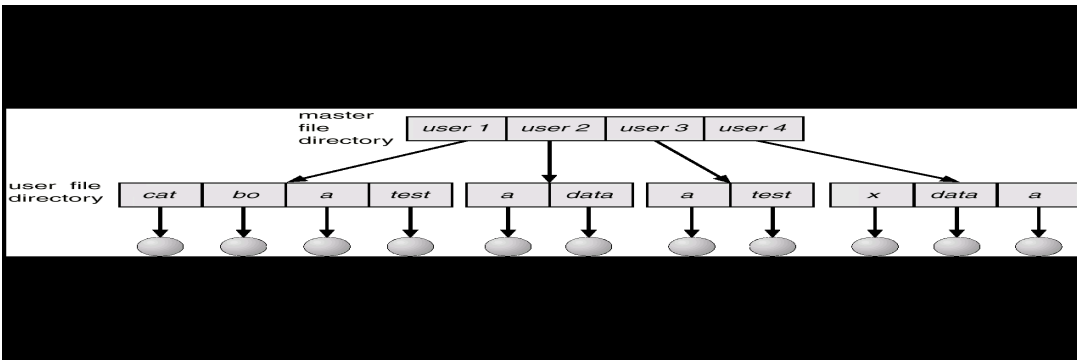 master
file
directory
user 1 user 2 user 3 user 4
user file
directory
cat bo a test a data a test x data a